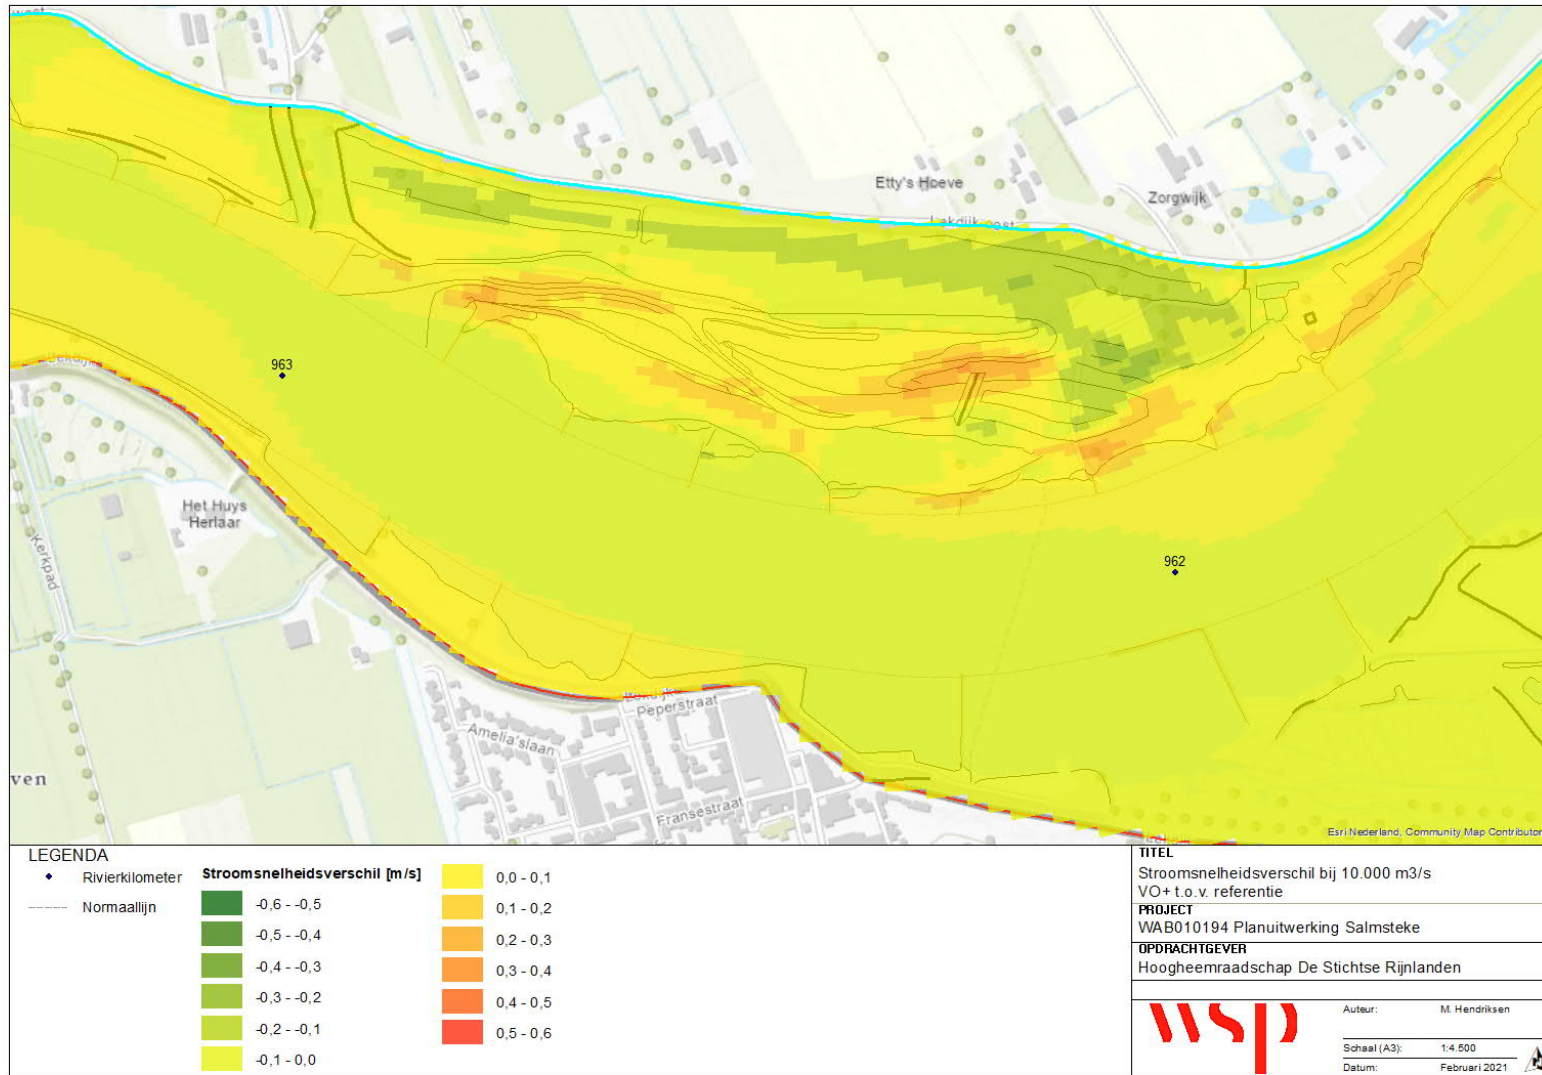 Etty's Hoeve
Zorgwijk
Lekdijk Oost
963
Lekdijk
Het Huys
Herlaar
Kerkpad
962
Lekdijk
Peperstraat
Amelia'slaan
ven
Fransestraat
Esri Nederland, Community Map Contributor
LEGENDA
Rivierkilometer
Normaallijn
Stroomsnelheidsverschil [m/s]
-0,6 - -0,5
-0,5 - -0,4
-0,4 - -0,3
-0,3 - -0,2
-0,2 - -0,1
-0,1 - 0,0
0,0 - 0,1
0,1 - 0,2
0,2 - 0,3
0,3 - 0,4
0,4 - 0,5
0,5 - 0,6
TITEL
Stroomsnelheidsverschil bij 10.000 m3/s
VO+ t.o.v. referentie
PROJECT
WAB010194 Planuitwerking Salmsteke
OPDRACHTGEVER
Hoogheemraadschap De Stichtse Rijnlanden
wsp
Auteur: M. Hendriksen
Schaal (A3): 1:4.500
Datum: Februari 2021